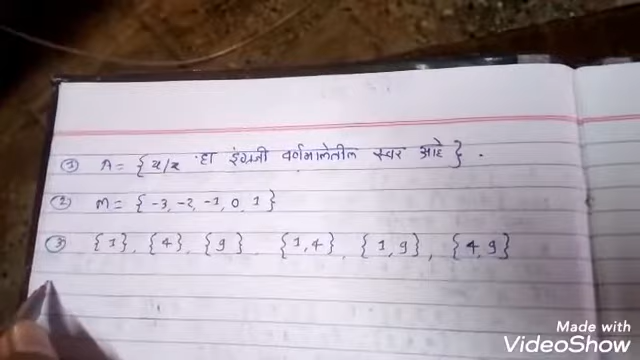 ① A = { x/x हा इंग्रजी वर्णमालेतील स्वर आहे } .
② M = { -3, -2, -1, 0, 1 }
③ {1}, {4}, {9} {1,4}, {1,9}, {4,9}
Made with
VideoShow